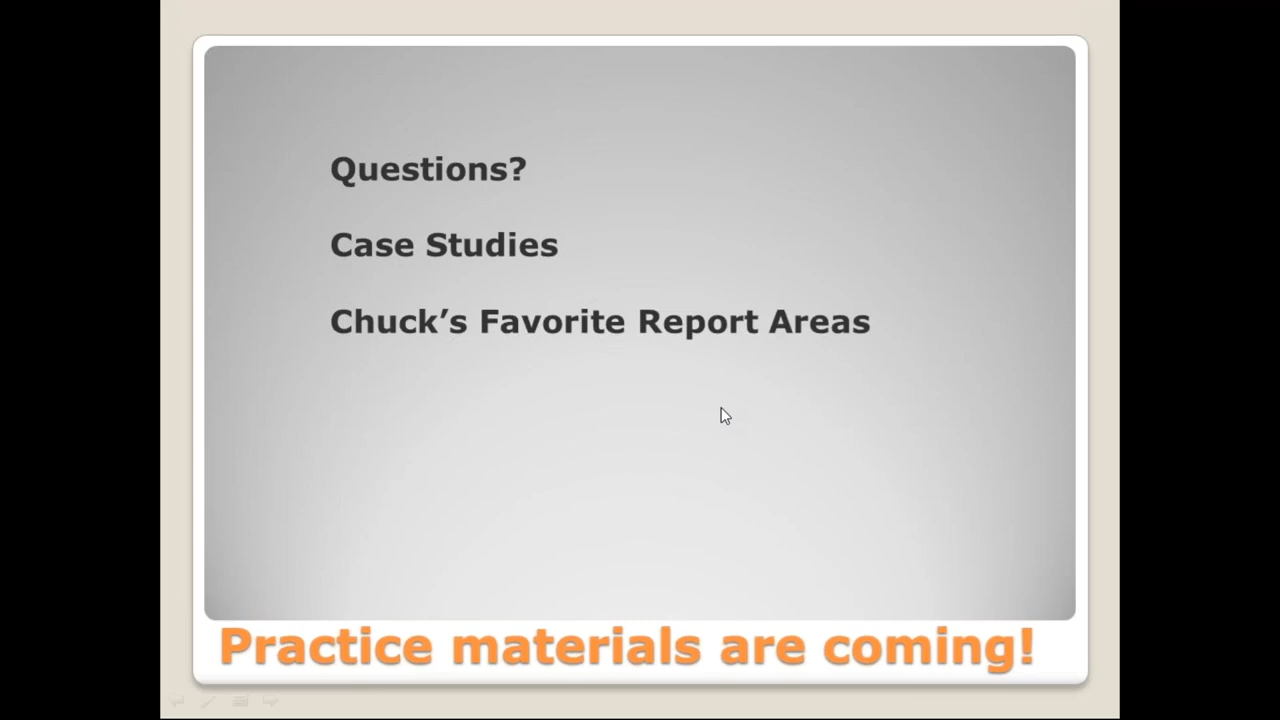 Questions?
Case Studies
Chuck’s Favorite Report Areas
Practice materials are coming!